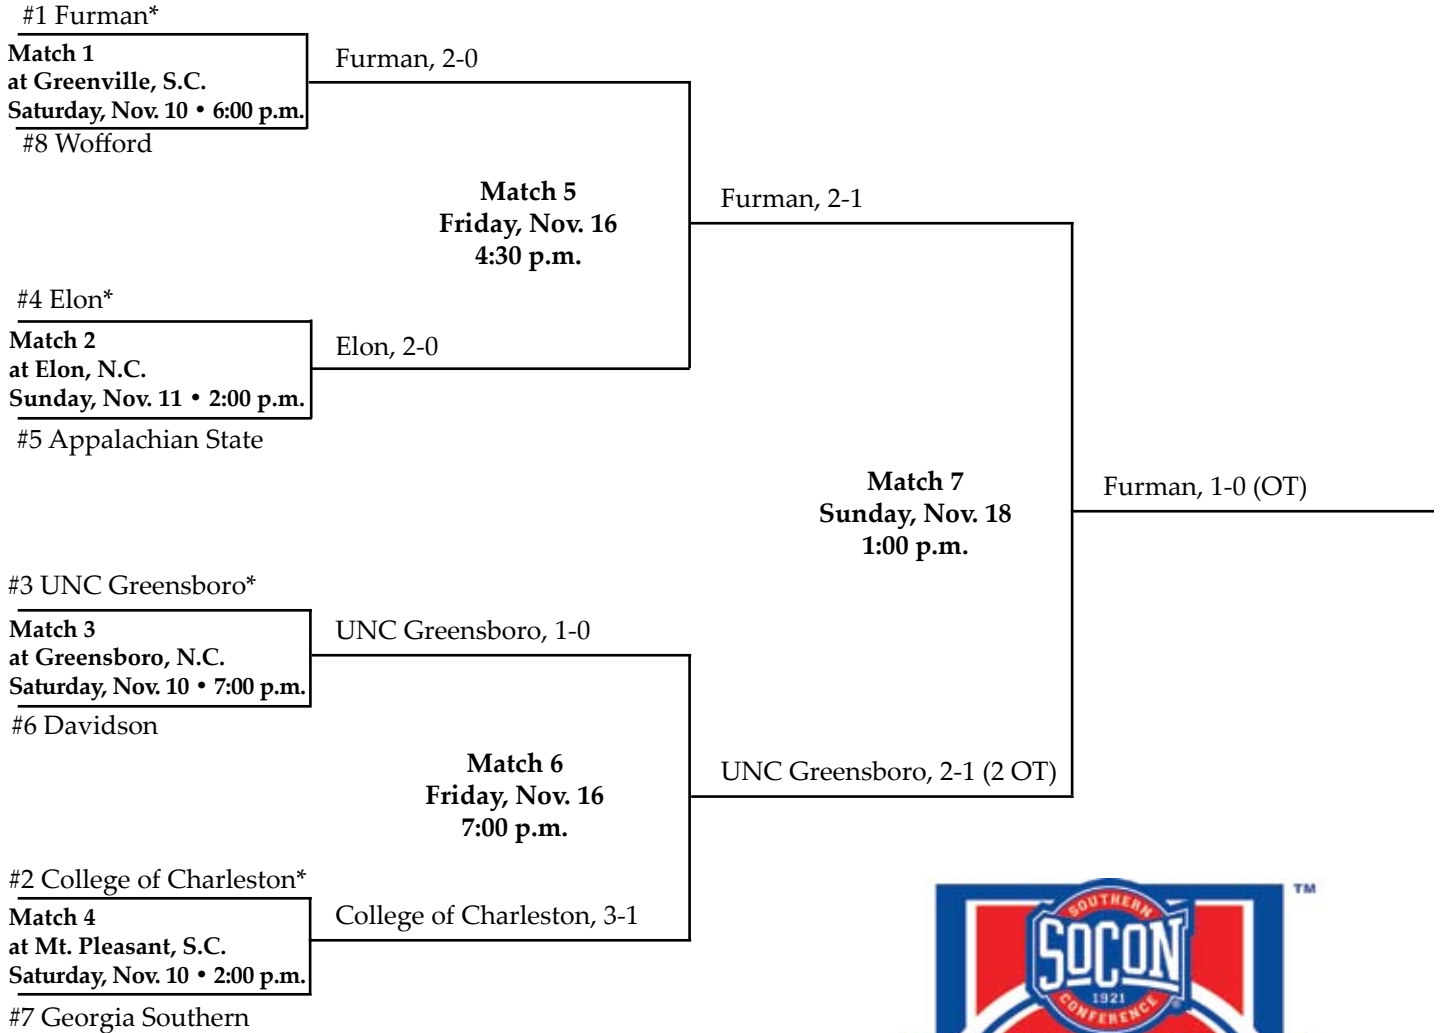 #1 Furman*
Match 1
at Greenville, S.C.
Saturday, Nov. 10 • 6:00 p.m.
#8 Wofford
Furman, 2-0
Match 5
Friday, Nov. 16
4:30 p.m.
#4 Elon*
Match 2
at Elon, N.C.
Sunday, Nov. 11 • 2:00 p.m.
#5 Appalachian State
Elon, 2-0
Furman, 2-1
Match 7
Sunday, Nov. 18
1:00 p.m.
Furman, 1-0 (OT)
#3 UNC Greensboro*
Match 3
at Greensboro, N.C.
Saturday, Nov. 10 • 7:00 p.m.
#6 Davidson
UNC Greensboro, 1-0
Match 6
Friday, Nov. 16
7:00 p.m.
UNC Greensboro, 2-1 (2 OT)
#2 College of Charleston*
Match 4
at Mt. Pleasant, S.C.
Saturday, Nov. 10 • 2:00 p.m.
#7 Georgia Southern
College of Charleston, 3-1
TM
SOUTHERN
SOCON
1921
CONFERENCE